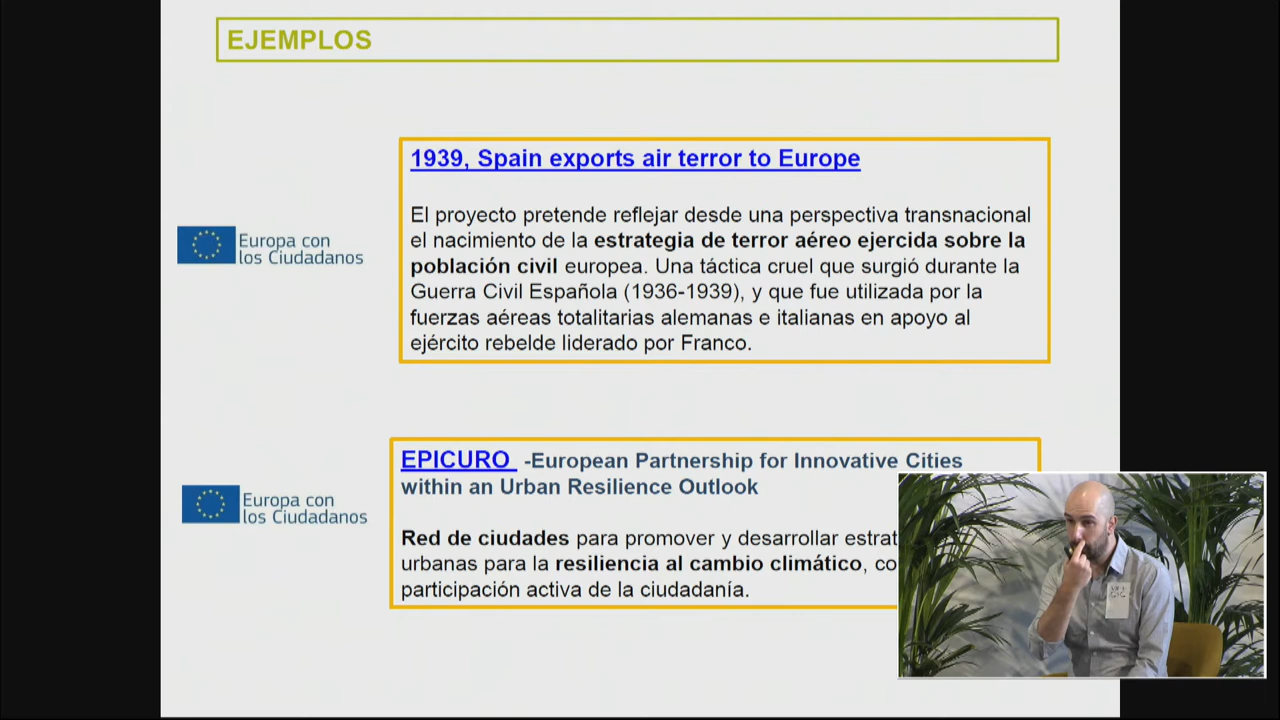 EJEMPLOS
1939, Spain exports air terror to Europe
El proyecto pretende reflejar desde una perspectiva transnacional
el nacimiento de la estrategia de terror aéreo ejercida sobre la
población civil europea. Una táctica cruel que surgió durante la
Guerra Civil Española (1936-1939), y que fue utilizada por la
fuerzas aéreas totalitarias alemanas e italianas en apoyo al
ejército rebelde liderado por Franco.
Europa con
los Ciudadanos
EPICURO -European Partnership for Innovative Cities
within an Urban Resilience Outlook
Red de ciudades para promover y desarrollar estrat
urbanas para la resiliencia al cambio climático, co
participación activa de la ciudadanía.
Europa con
los Ciudadanos